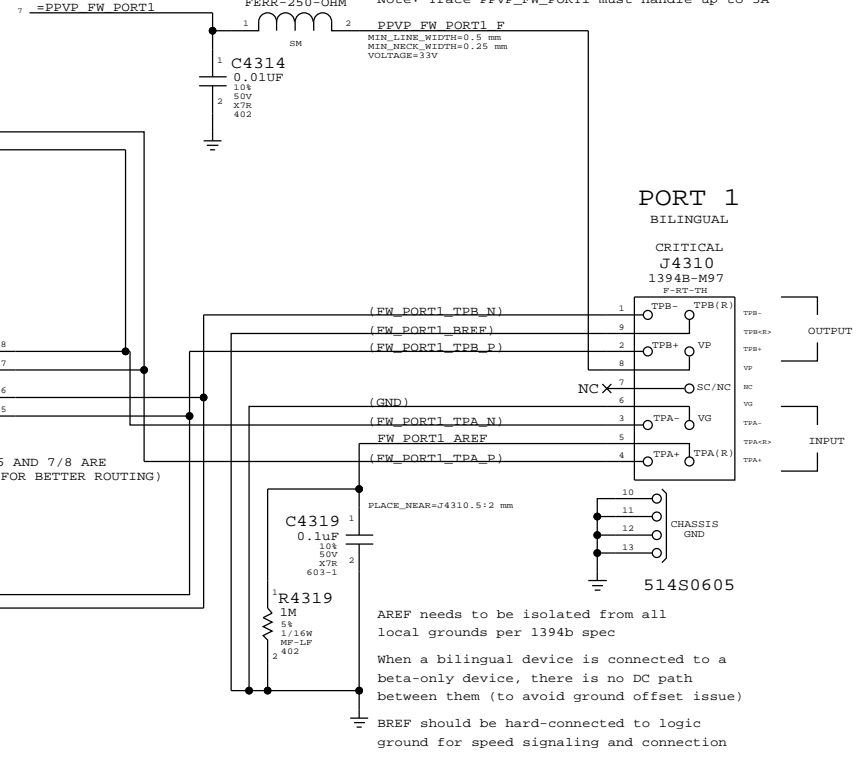 7 =PPVP_FW_PORT1
FERR-250-OHM
1 2
SM
PPVP_FW_PORT1_F
MIN_LINE_WIDTH=0.5 mm
MIN_NECK_WIDTH=0.25 mm
VOLTAGE=33V
1 C4314
0.01UF
10%
50V
2 X7R
402
PORT 1
BILINGUAL
CRITICAL
J4310
1394B-M97
F-RT-TH
(FW_PORT1_TPB_N) 1 TPB- TPB(R) TPB-
(FW_PORT1_BREF) 9 TPB<R> OUTPUT
(FW_PORT1_TPB_P) 2 TPB+ VP TPB+
8 VP
NC 7 SC/NC NC
(GND) 6 VG
(FW_PORT1_TPA_N) 3 TPA- VG TPA-
FW_PORT1_AREF 5 TPA<R> INPUT
(FW_PORT1_TPA_P) 4 TPA+ TPA(R) TPA+
8
7
6
5
5 AND 7/8 ARE
FOR BETTER ROUTING)
PLACE_NEAR=J4310.5:2 mm
C4319 1
0.1uF
10%
50V
X7R 2
603-1
10
11
12
13
CHASSIS
GND
514S0605
1 R4319
1M
5%
1/16W
MF-LF
2 402
AREF needs to be isolated from all
local grounds per 1394b spec
When a bilingual device is connected to a
beta-only device, there is no DC path
between them (to avoid ground offset issue)
BREF should be hard-connected to logic
ground for speed signaling and connection